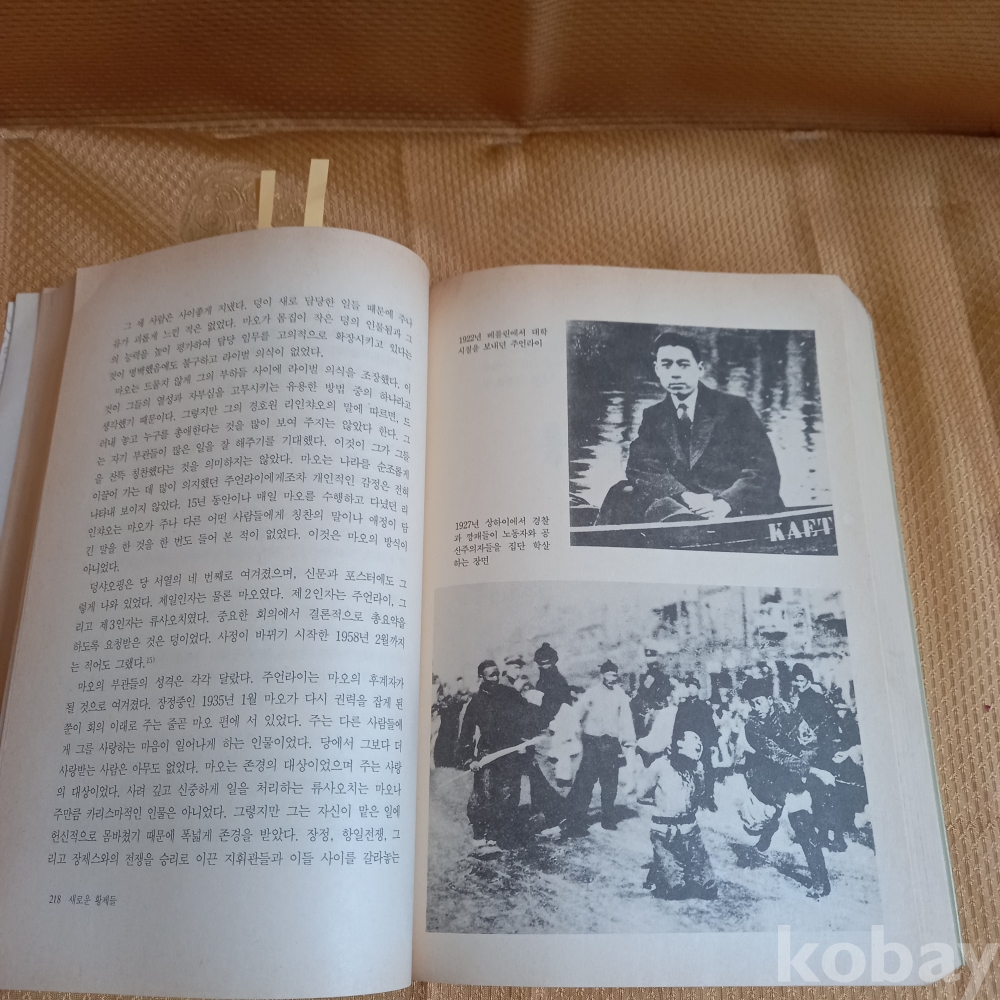 그 세 사람은 사이좋게 지냈다. 덩이 새로 담당한 일들 때문에 주나
류가 괴롭게 느낀 적은 없었다. 마오가 몸집이 작은 덩의 인물됨과 그
의 능력을 높이 평가하여 담당 임무를 고의적으로 확장시키고 있다는
것이 명백했음에도 불구하고 라이벌 의식이 없었다.
마오는 드물지 않게 그의 부하들 사이에 라이벌 의식을 조장했다. 이
것이 그들의 열성과 자부심을 고무시키는 유용한 방법 중의 하나라고
생각했기 때문이다. 그렇지만 그의 경호원 리인챠오의 말에 따르면, 드
러내 놓고 누구를 총애한다는 것을 많이 보여 주지는 않았다 한다. 그
는 자기 부관들이 많은 일을 잘 해주기를 기대했다. 이것이 그가 그들
을 잔뜩 칭찬했다는 것을 의미하지는 않았다. 마오는 나라를 순조롭게
이끌어 가는 데 많이 의지했던 주언라이에게조차 개인적인 감정은 전혀
나타내 보이지 않았다. 15년 동안이나 매일 마오를 수행하고 다녔던 리
인챠오는 마오가 주나 다른 어떤 사람들에게 칭찬의 말이나 애정이 담
긴 말을 한 것을 한 번도 들어 본 적이 없었다. 이것은 마오의 방식이
아니었다.
덩샤오핑은 당 서열의 네 번째로 여겨졌으며, 신문과 포스터에도 그
렇게 나와 있었다. 제일인자는 물론 마오였다. 제2인자는 주언라이, 그
리고 제3인자는 류사오치였다. 중요한 회의에서 결론적으로 총요약을
하도록 요청받은 것은 덩이었다. 사정이 바뀌기 시작한 1958년 2월까지
는 적어도 그랬다.5)
마오의 부관들의 성격은 각각 달랐다. 주언라이는 마오의 후계자가
될 것으로 여겨졌다. 장정중인 1935년 1월 마오가 다시 권력을 잡게 된
쭌이 회의 이래로 주는 줄곧 마오 편에 서 있었다. 주는 다른 사람들에
게 그를 사랑하는 마음이 일어나게 하는 인물이었다. 당에서 그보다 더
사랑받는 사람은 아무도 없었다. 마오는 존경의 대상이었으며 주는 사랑
의 대상이었다. 사려 깊고 신중하게 일을 처리하는 류사오치는 마오나
주만큼 카리스마적인 인물은 아니었다. 그렇지만 그는 자신이 맡은 일에
헌신적으로 몸바쳤기 때문에 폭넓게 존경을 받았다. 장정, 항일전쟁, 그
리고 장제스와의 전쟁을 승리로 이끈 지휘관들과 이들 사이를 갈라놓는
218 새로운 황제들
1922년 베를린에서 대학
시절을 보내던 주언라이
KAET
1927년 상하이에서 경찰
과 깡패들이 노동자와 공
산주의자들을 집단 학살
하는 장면
kobay